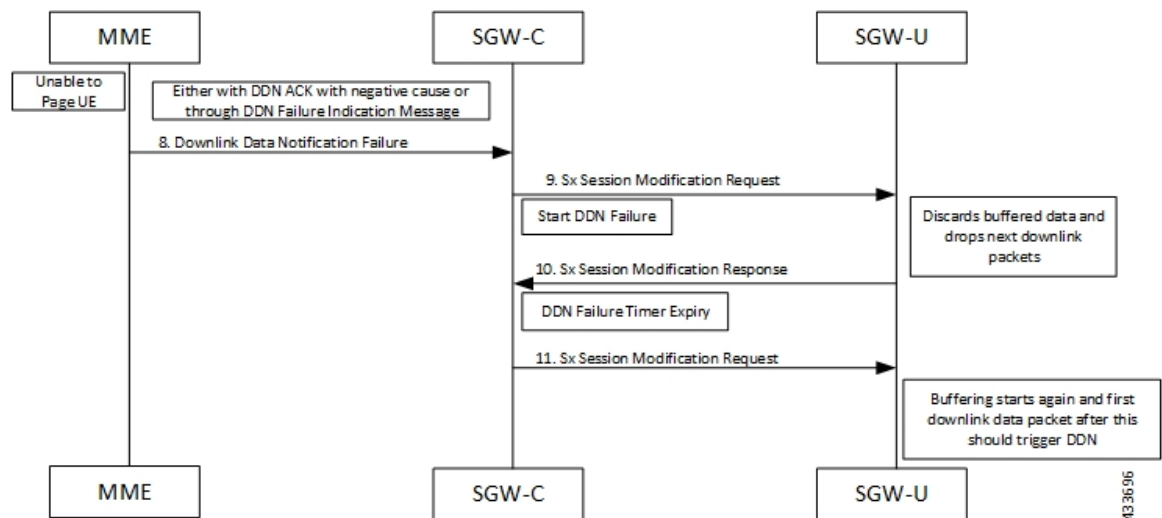 MME
SGW-C
SGW-U
Unable to
Page UE
Either with DDN ACK with negative cause or
through DDN Failure Indication Message
8. Downlink Data Notification Failure
9. Sx Session Modification Request
Start DDN Failure
Discards buffered data and
drops next downlink
packets
10. Sx Session Modification Response
DDN Failure Timer Expiry
11. Sx Session Modification Request
Buffering starts again and first
downlink data packet after this
should trigger DDN
MME
SGW-C
SGW-U
433696